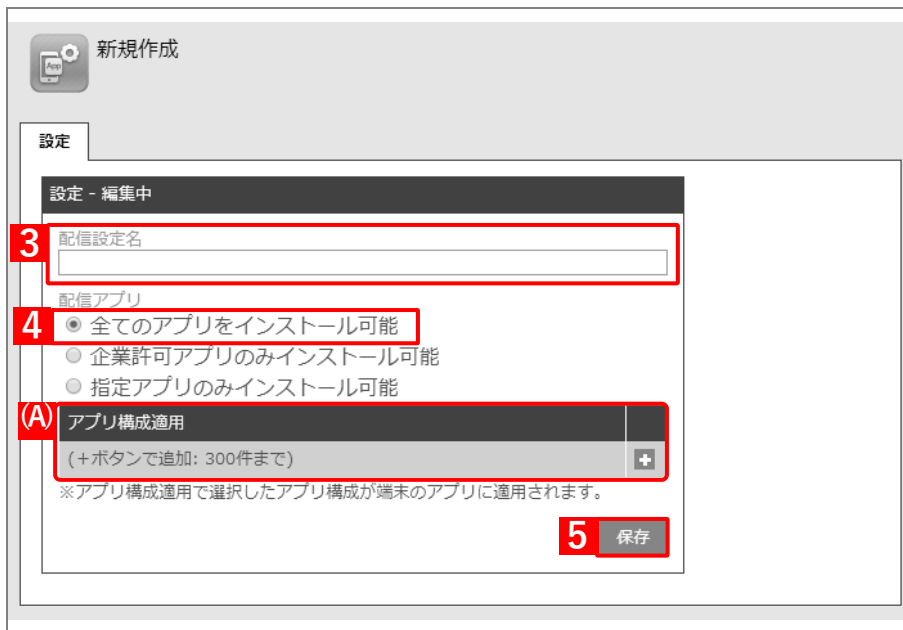 App
新規作成
設定
設定 - 編集中
3
配信設定名
配信アプリ
4
全てのアプリをインストール可能
企業許可アプリのみインストール可能
指定アプリのみインストール可能
(A)
アプリ構成適用
(+ボタンで追加: 300件まで)
※アプリ構成適用で選択したアプリ構成が端末のアプリに適用されます。
5
保存